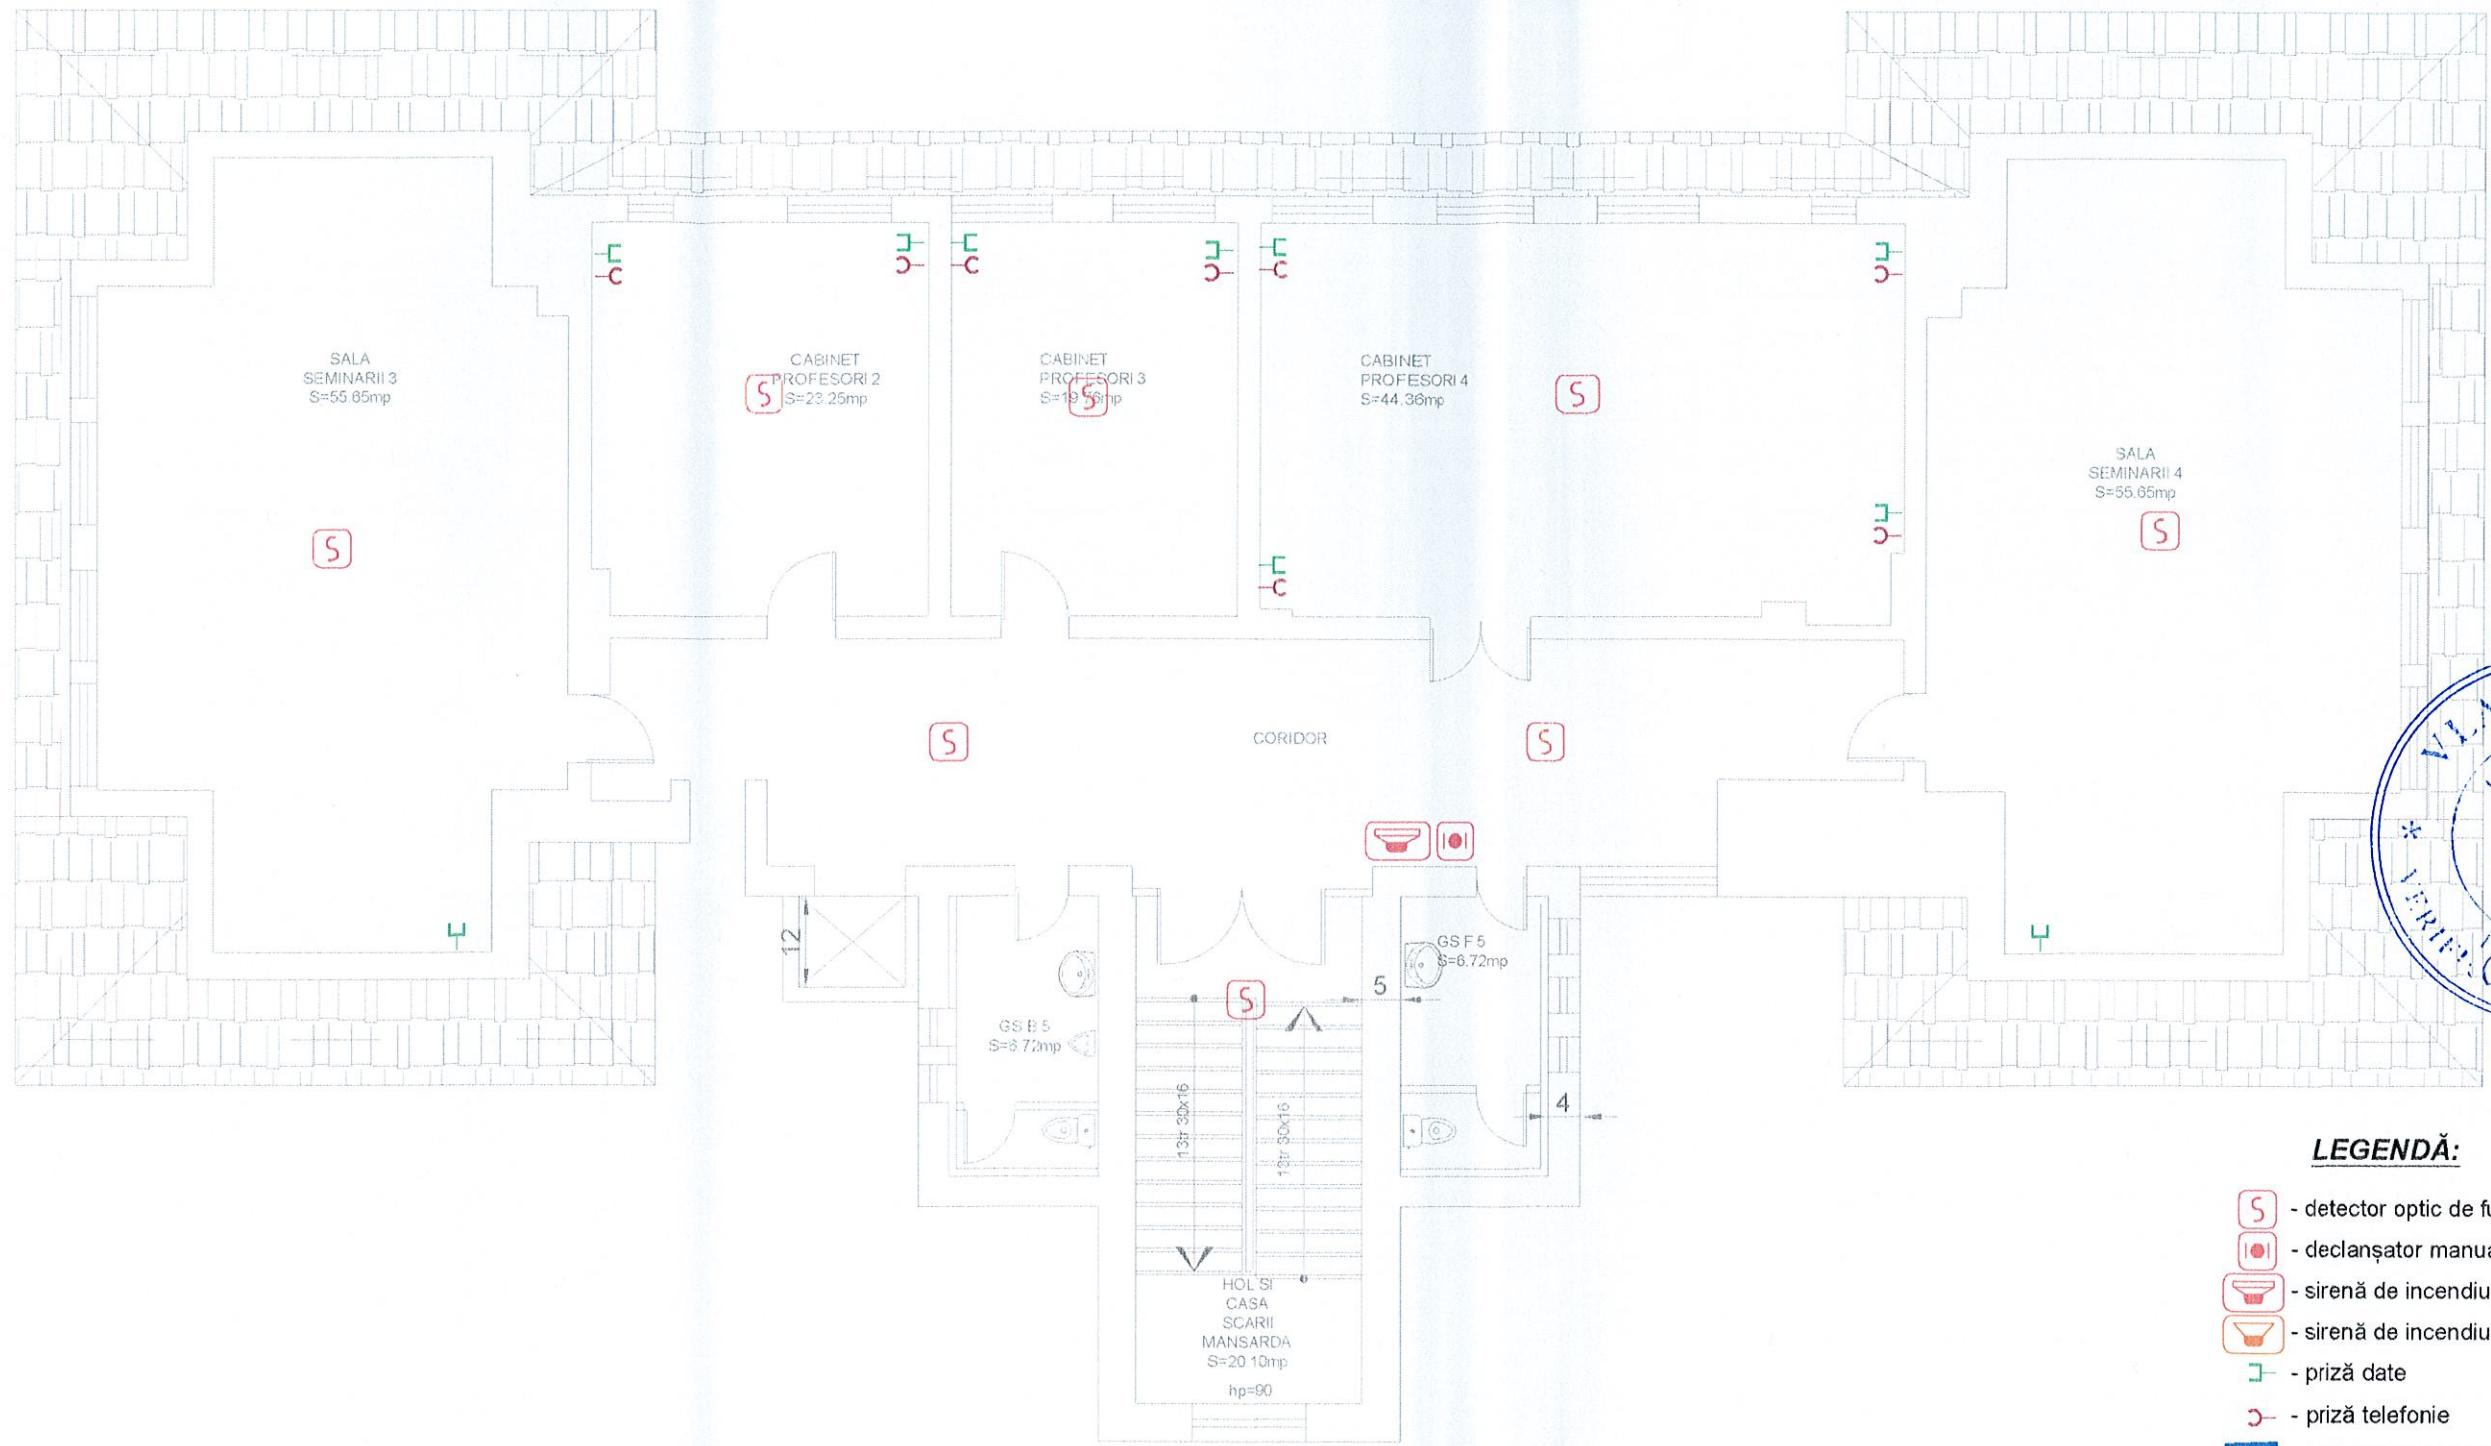 SALA
SEMINARII 3
S=55.65mp
CABINET
PROFESORI 2
S=23.25mp
CABINET
PROFESORI 3
CABINET
PROFESORI 4
S=44.36mp
SALA
SEMINARII 4
S=55.65mp
S
S
S
S
S
S
CORIDOR
S
S
12
GS B 5
S=6.72mp
5
GS F 5
S=6.72mp
4
13tr 30x16
13tr 30x16
HOL SI
CASA
SCARII
MANSARDA
S=20.10mp
hp=90
LEGENDĂ:
S - detector optic de
- declanșator
- sirenă de incendiu
- sirenă de incendiu
- priză date
- priză telefonie